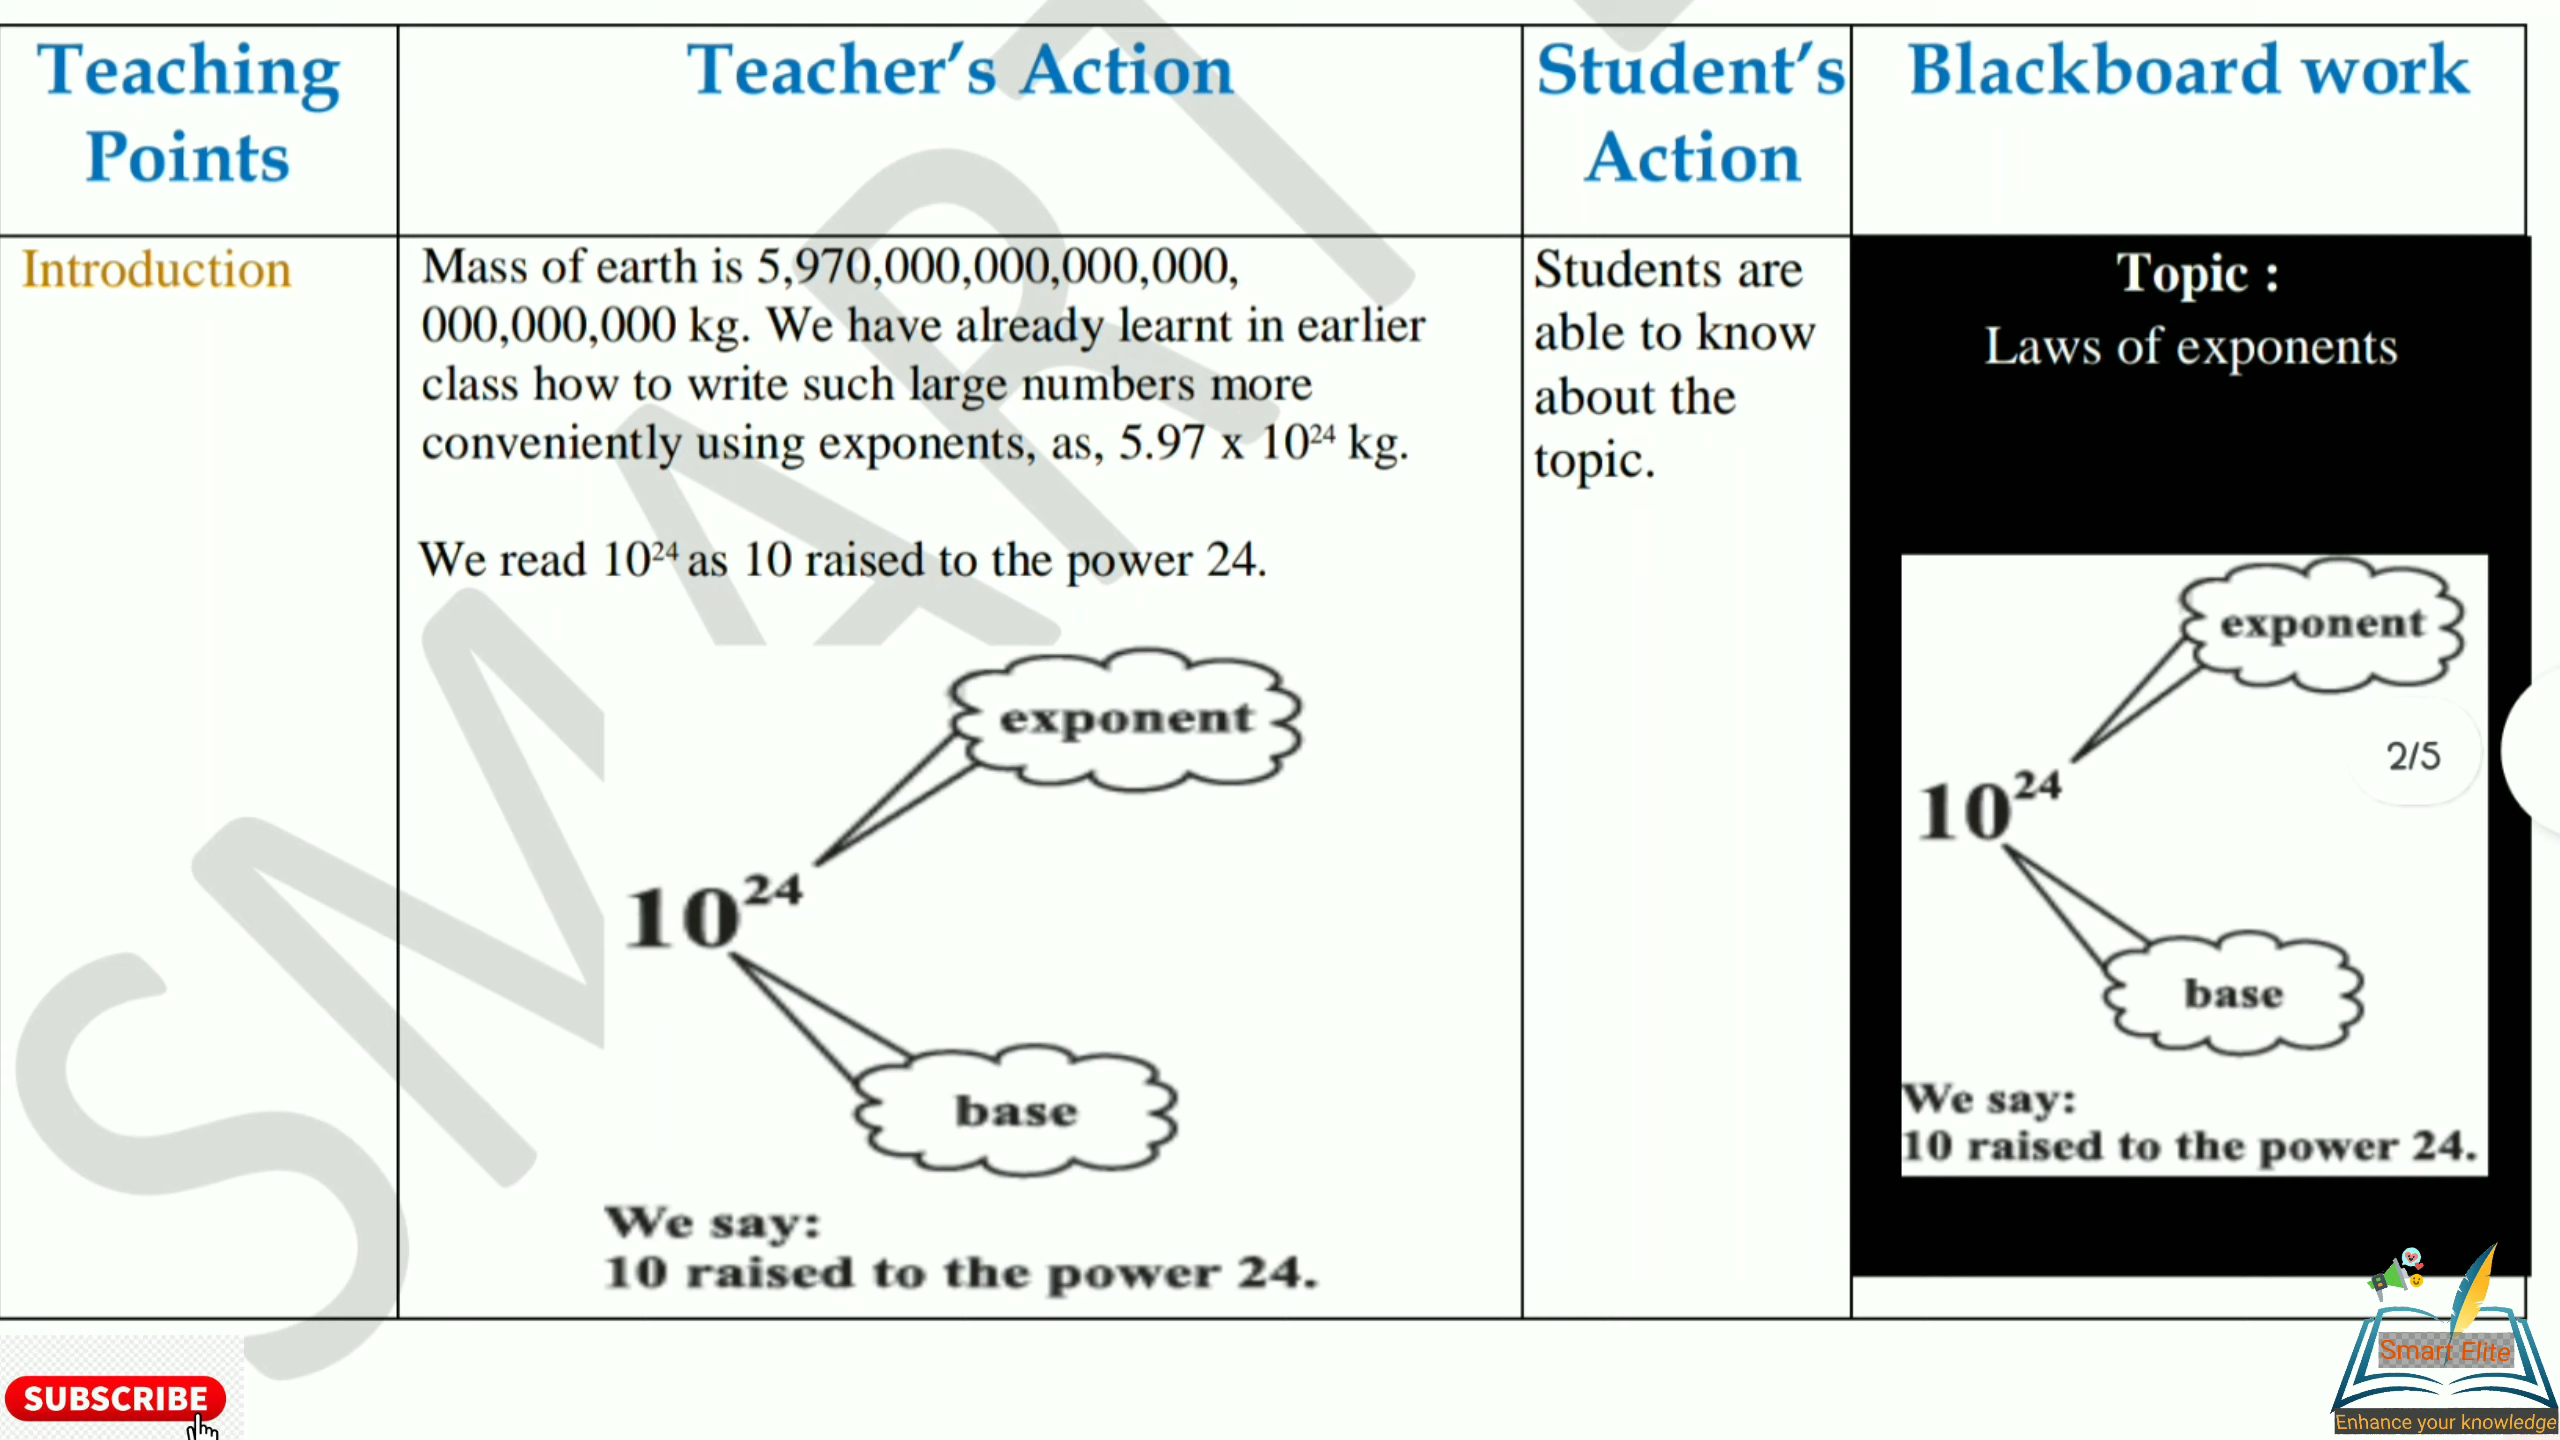 Teaching
Points
Teacher's Action
Student's
Action
Blackboard work
Introduction
Mass of earth is 5,970,000,000,000,000,
000,000,000 kg. We have already learnt in earlier
class how to write such large numbers more
conveniently using exponents, as, 5.97 x 10²⁴ kg.
We read 10²⁴ as 10 raised to the power 24.
exponent
10²⁴
base
We say:
10 raised to the power 24.
Students are
able to know
about the
topic.
Topic :
Laws of exponents
exponent
2/5
10²⁴
base
We say:
10 raised to the power 24.
SMART
SUBSCRIBE
Smart Elite
Enhance your knowledge